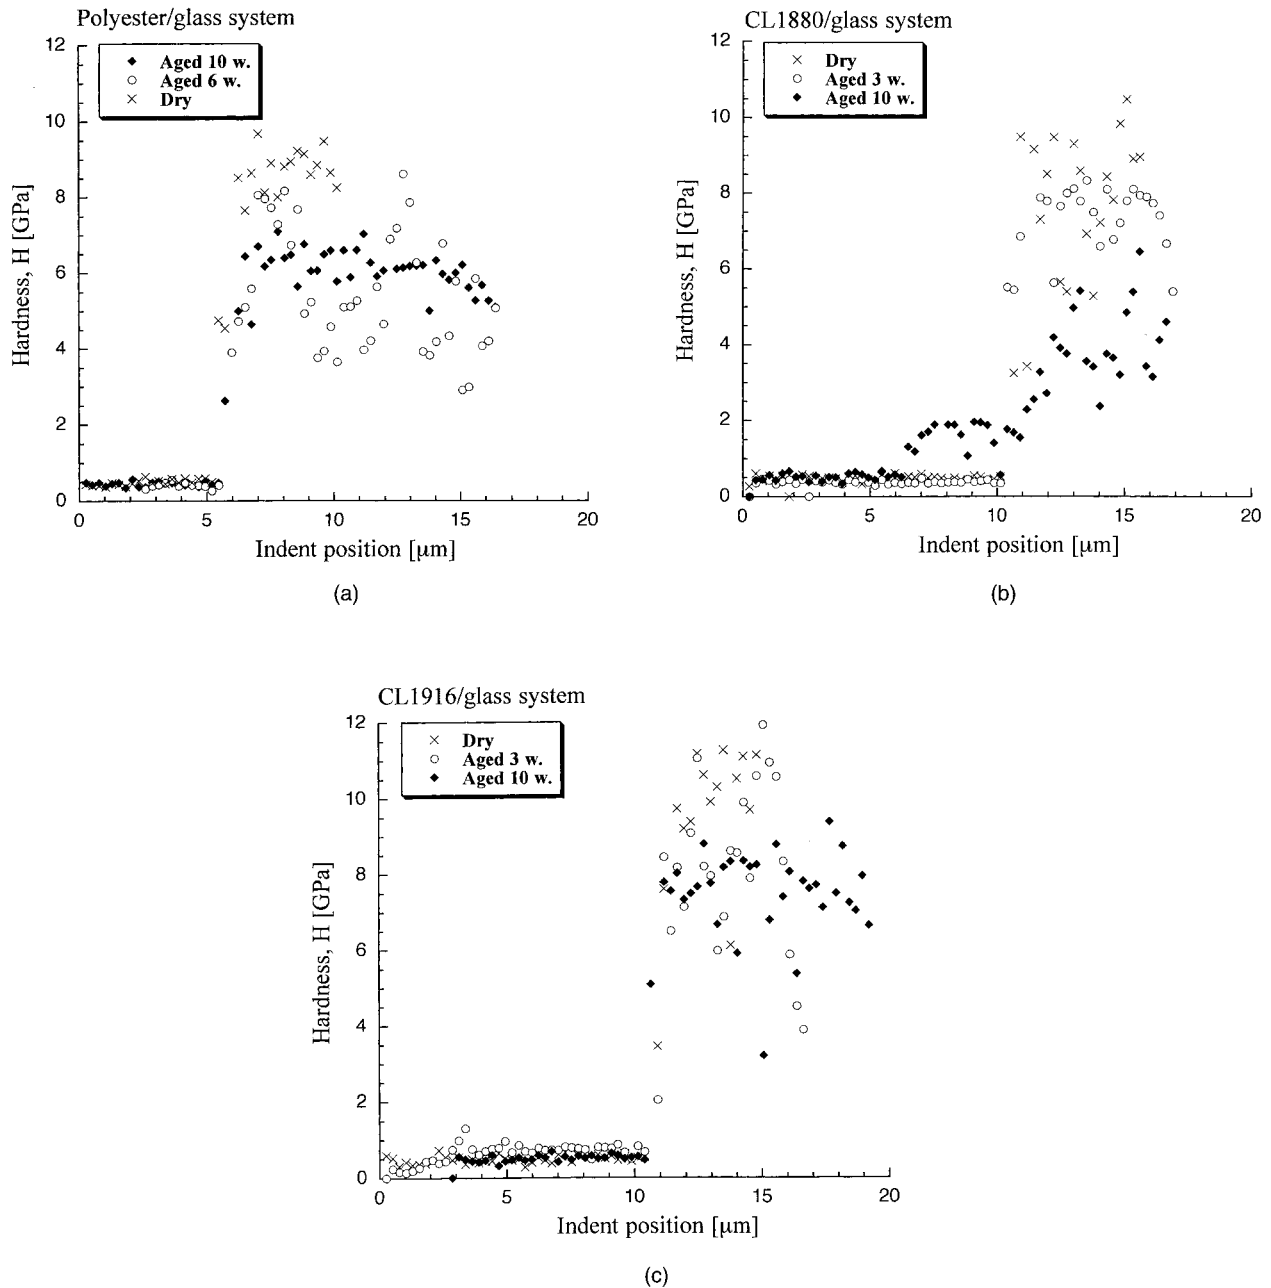 Polyester/glass system
12
10
8
6
4
2
0
Hardness, H [GPa]
Aged 10 w.
Aged 6 w.
Dry
0 5 10 15 20
Indent position [μm]
(a)
CL1880/glass system
12
10
8
6
4
2
0
Hardness, H [GPa]
Dry
Aged 3 w.
Aged 10 w.
0 5 10 15 20
Indent position [μm]
(b)
CL1916/glass system
12
10
8
6
4
2
0
Hardness, H [GPa]
Dry
Aged 3 w.
Aged 10 w.
0 5 10 15 20
Indent position [μm]
(c)